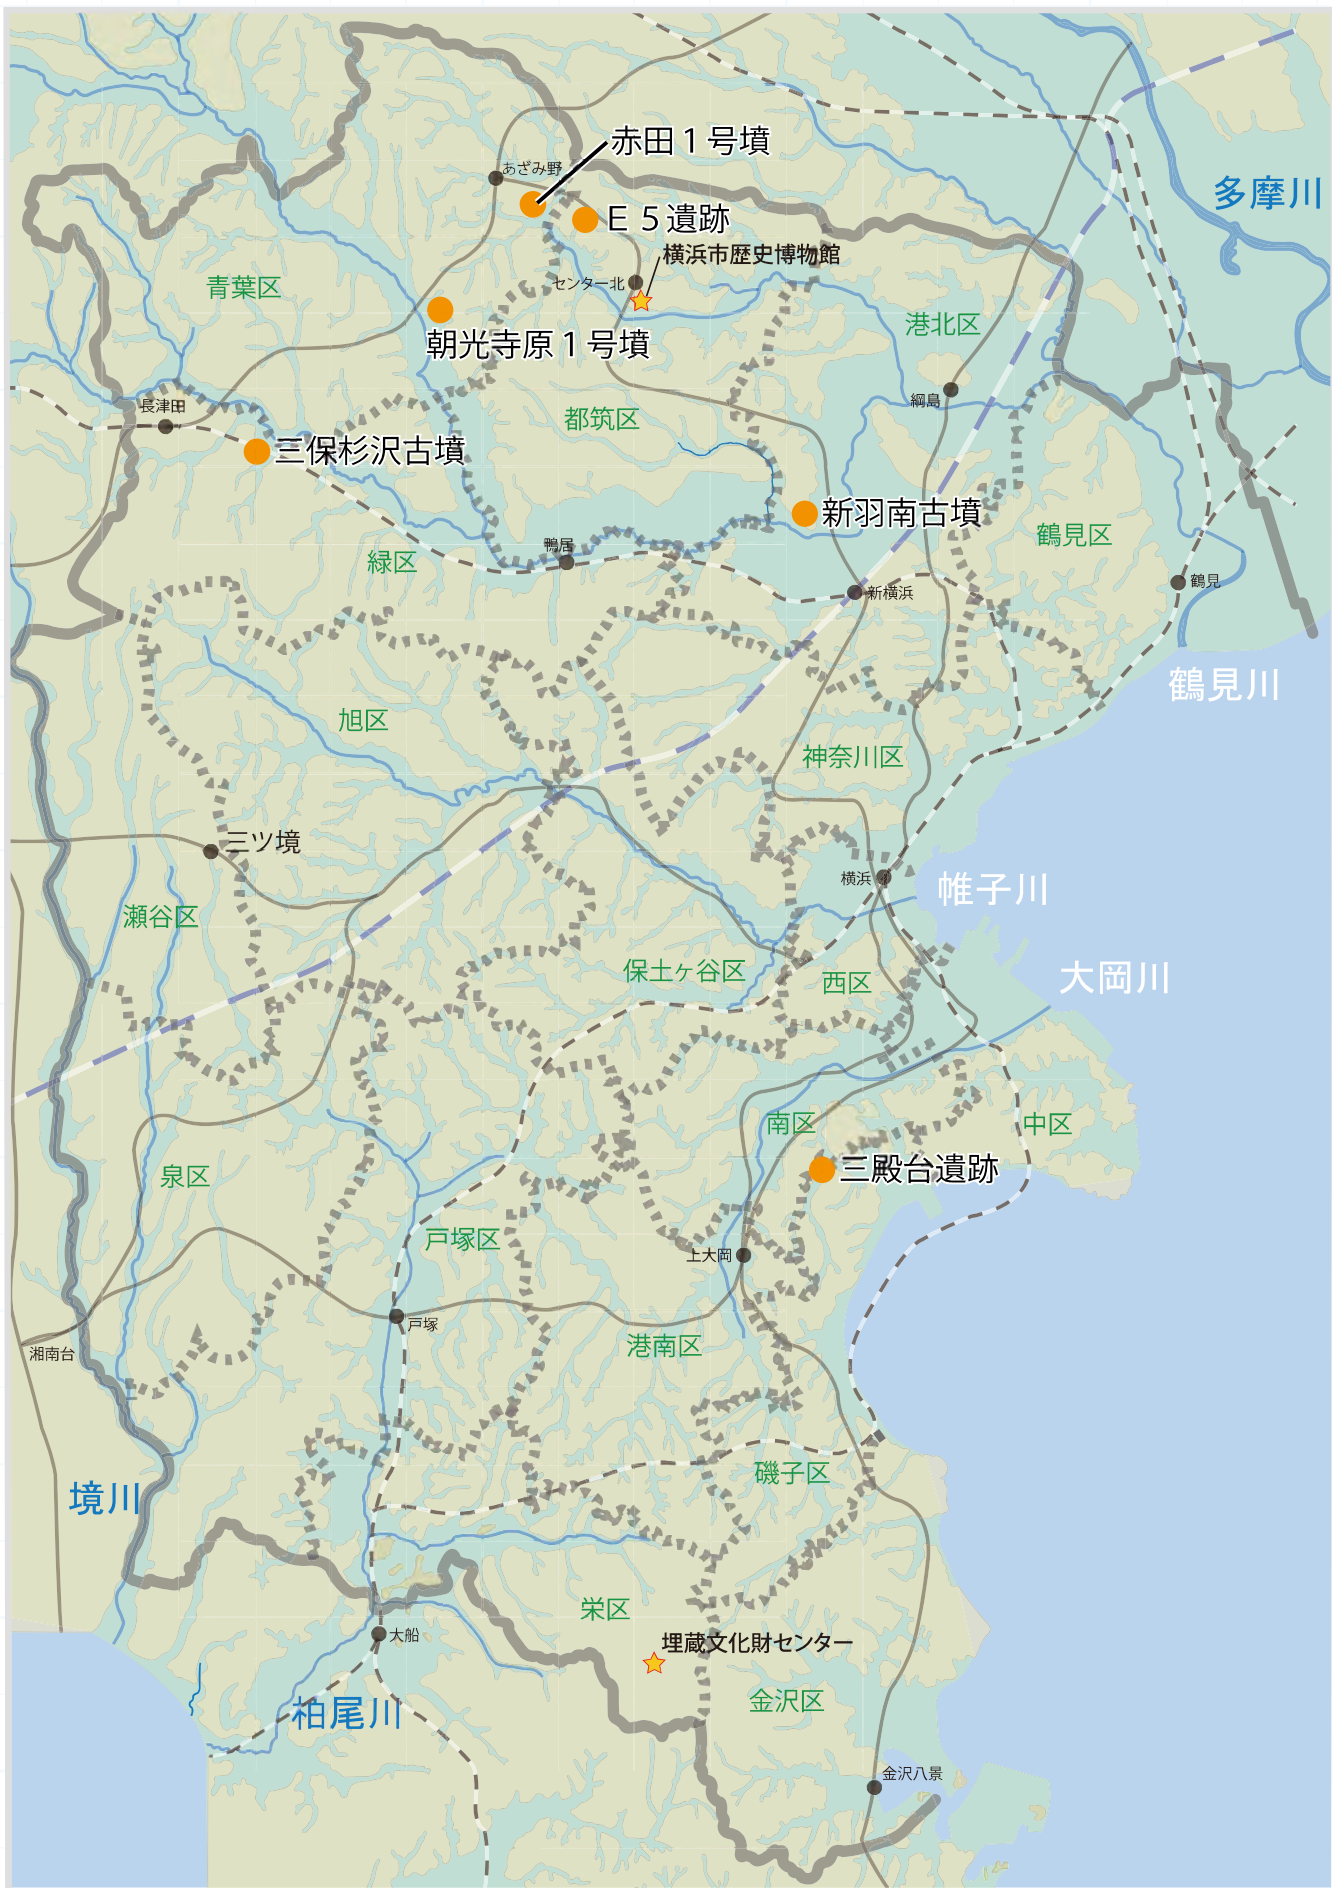 赤田１号墳
あざみ野
多摩川
Ｅ５遺跡
横浜市歴史博物館
センター北
青葉区
港北区
朝光寺原１号墳
綱島
長津田
都筑区
三保杉沢古墳
新羽南古墳
鶴見区
鴨居
緑区
鶴見
新横浜
鶴見川
旭区
神奈川区
三ツ境
横浜
帷子川
瀬谷区
保土ヶ谷区
西区
大岡川
南区
中区
三殿台遺跡
泉区
戸塚区
上大岡
戸塚
港南区
湘南台
磯子区
境川
栄区
大船
埋蔵文化財センター
金沢区
柏尾川
金沢八景